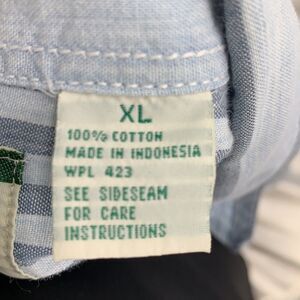 XL
100% COTTON
MADE IN INDONESIA
WPL 423
SEE SIDESEAM
FOR CARE
INSTRUCTIONS